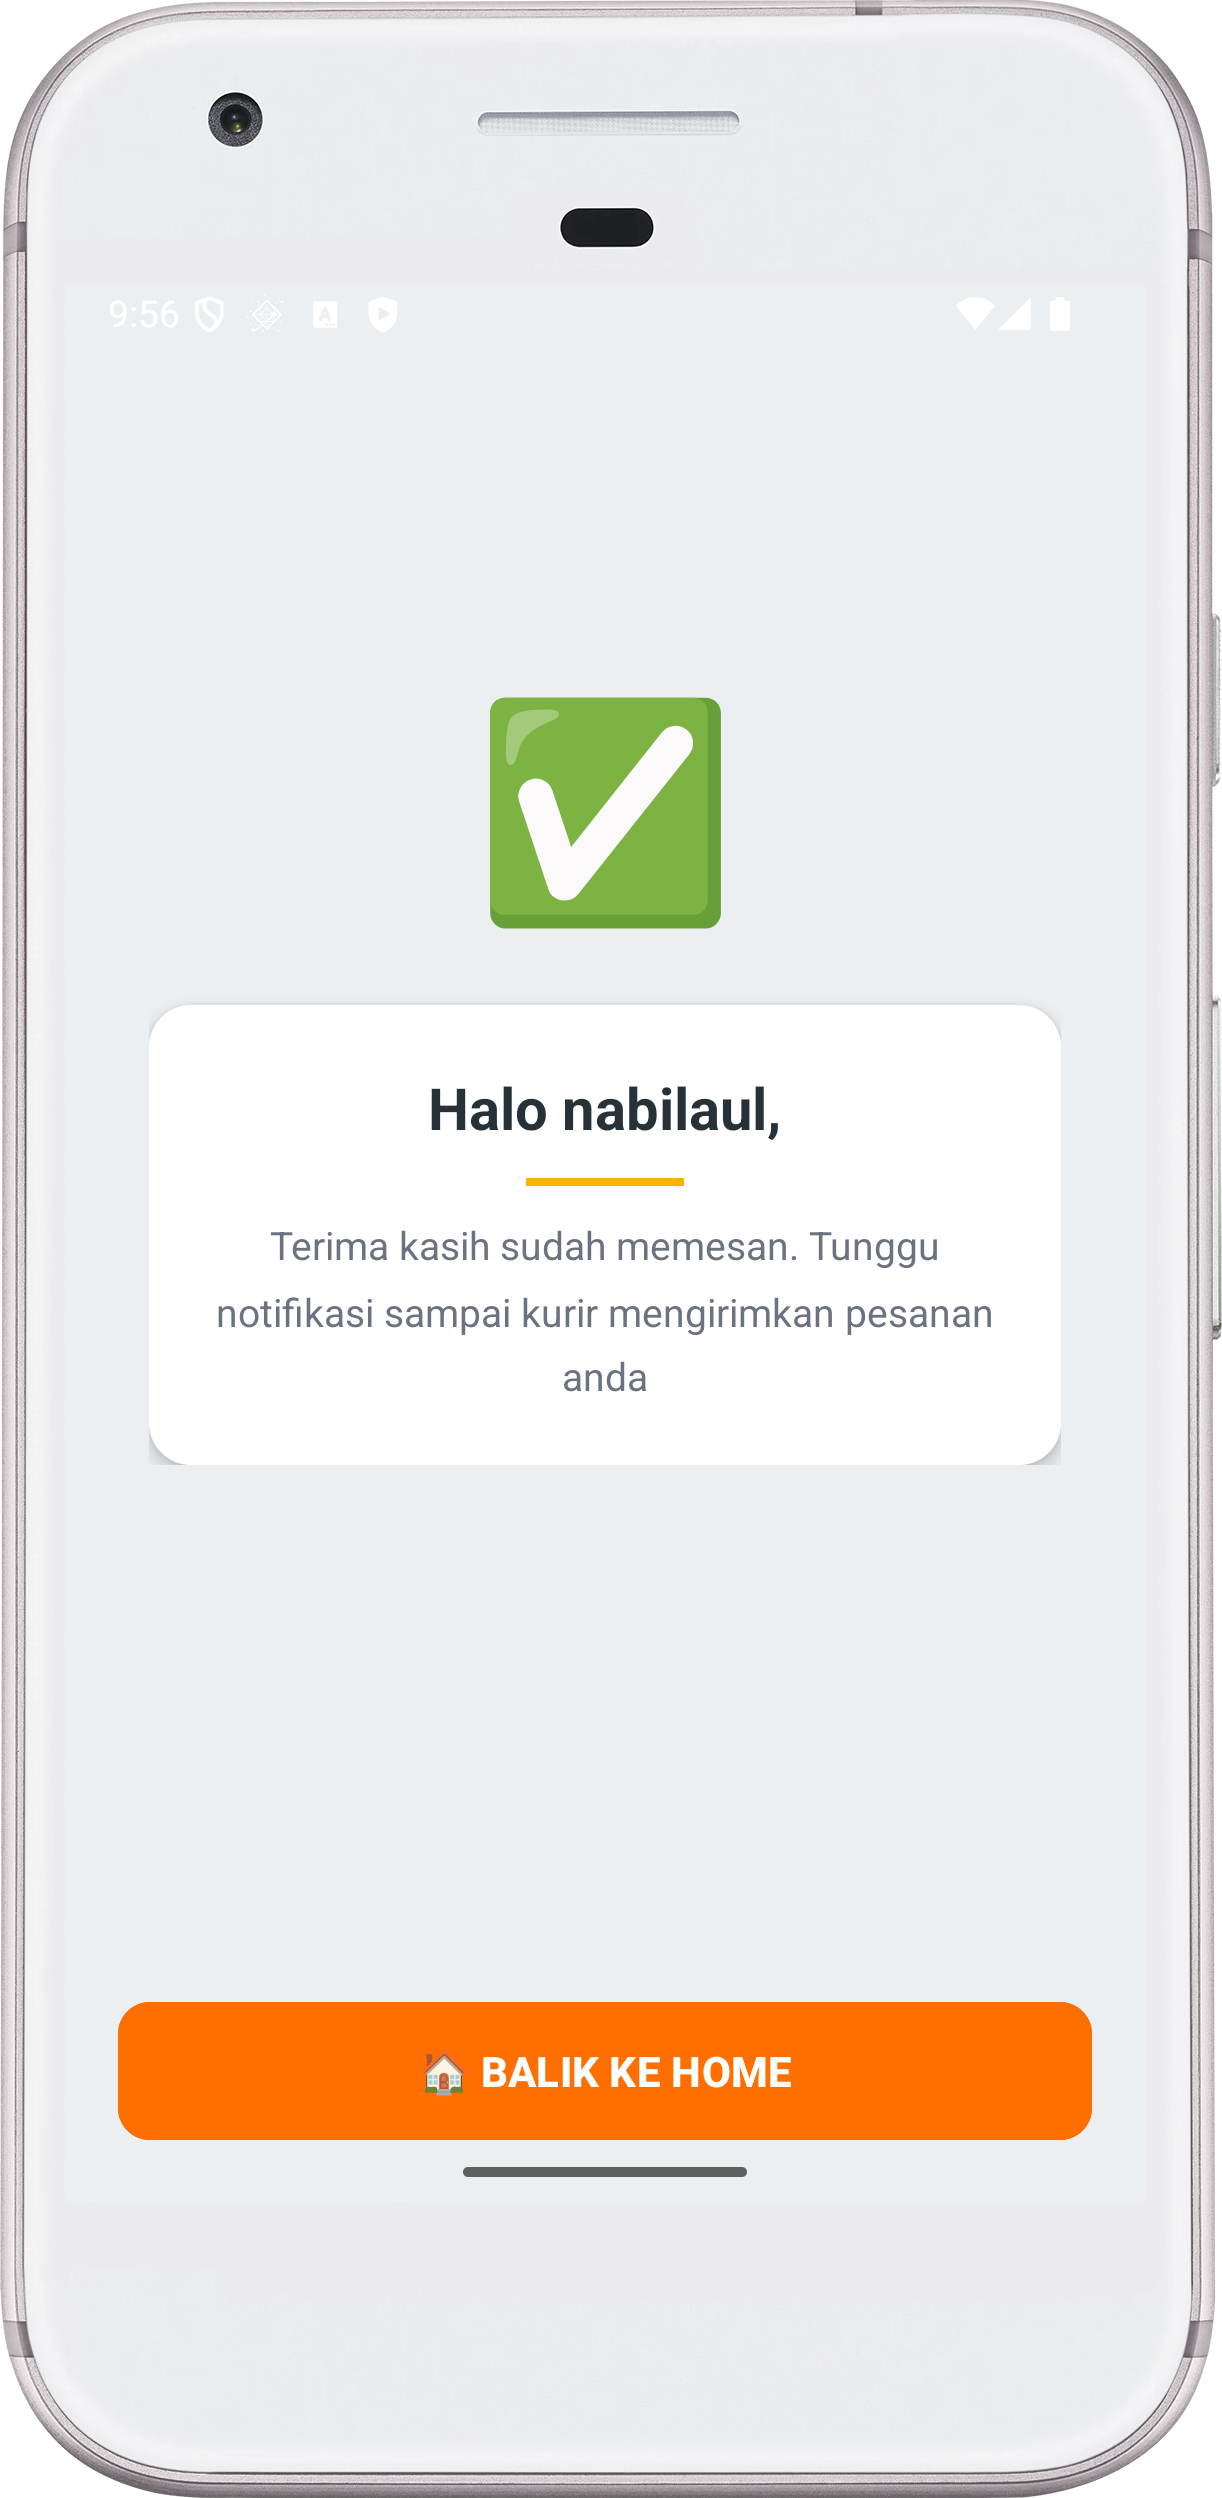 9:56
Halo nabilaul,
Terima kasih sudah memesan. Tunggu
notifikasi sampai kurir mengirimkan pesanan
anda
🏠 BALIK KE HOME